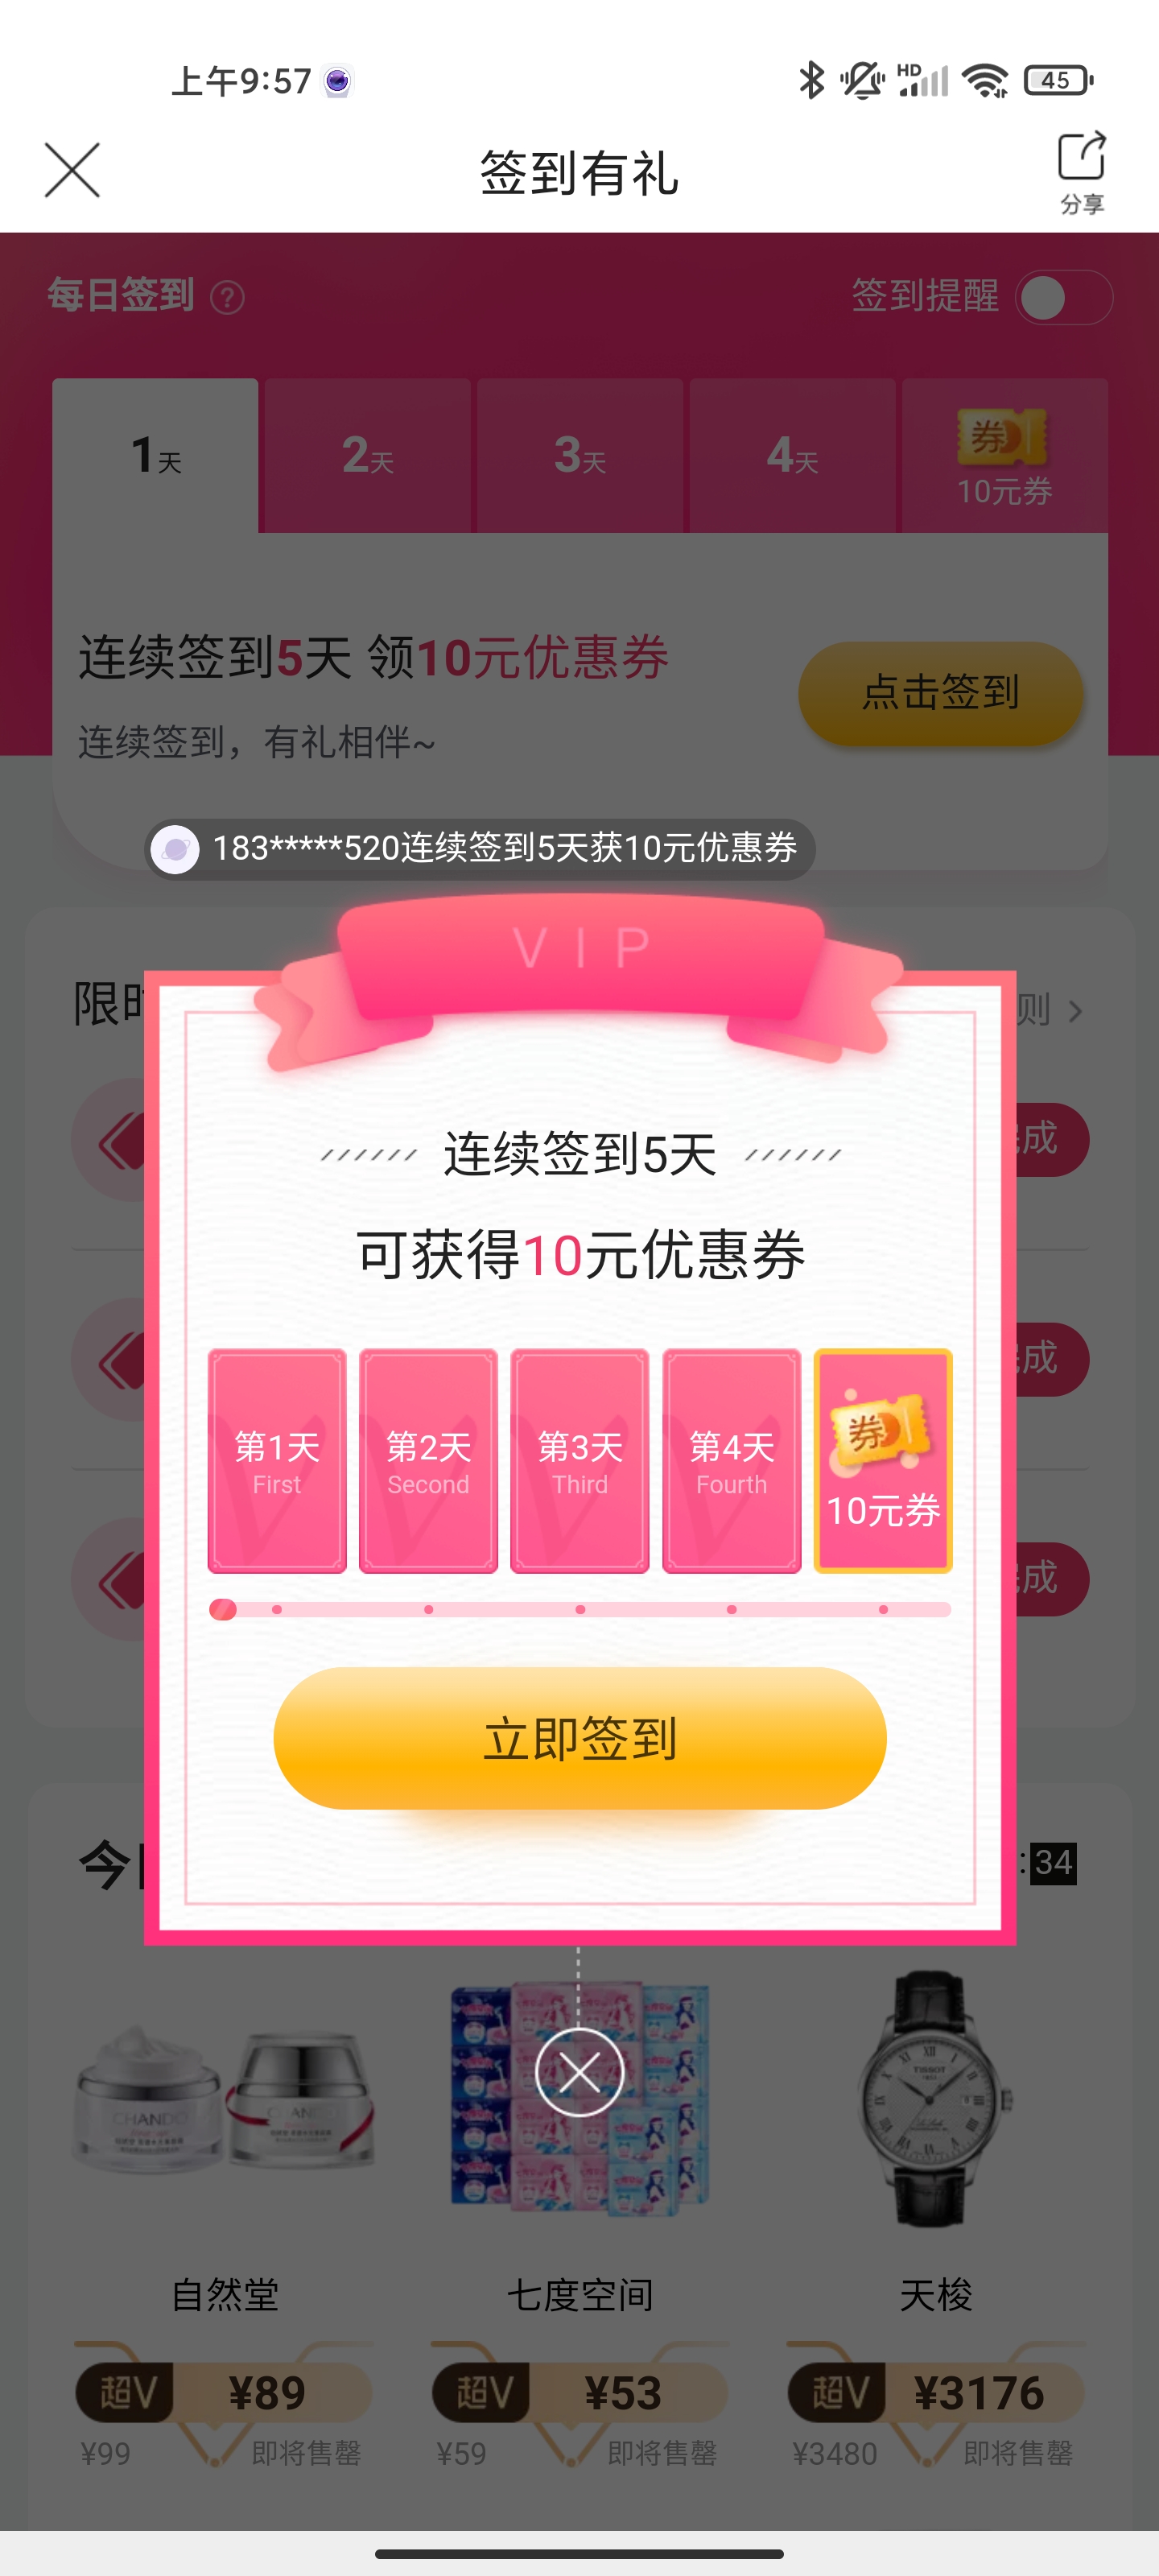 上午9:57
HD
45
签到有礼
分享
每日签到 ?
签到提醒
1天
2天
3天
4天
券
10元券
连续签到5天 领10元优惠券
点击签到
连续签到，有礼相伴~
183*****520连续签到5天获10元优惠券
VIP
限时
则
成
成
成
连续签到5天
可获得10元优惠券
第1天
First
第2天
Second
第3天
Third
第4天
Fourth
券
10元券
立即签到
今
:34
CHANDO
TISSOT
自然堂
七度空间
天梭
超V ¥89
超V ¥53
超V ¥3176
¥99 即将售罄
¥59 即将售罄
¥3480 即将售罄